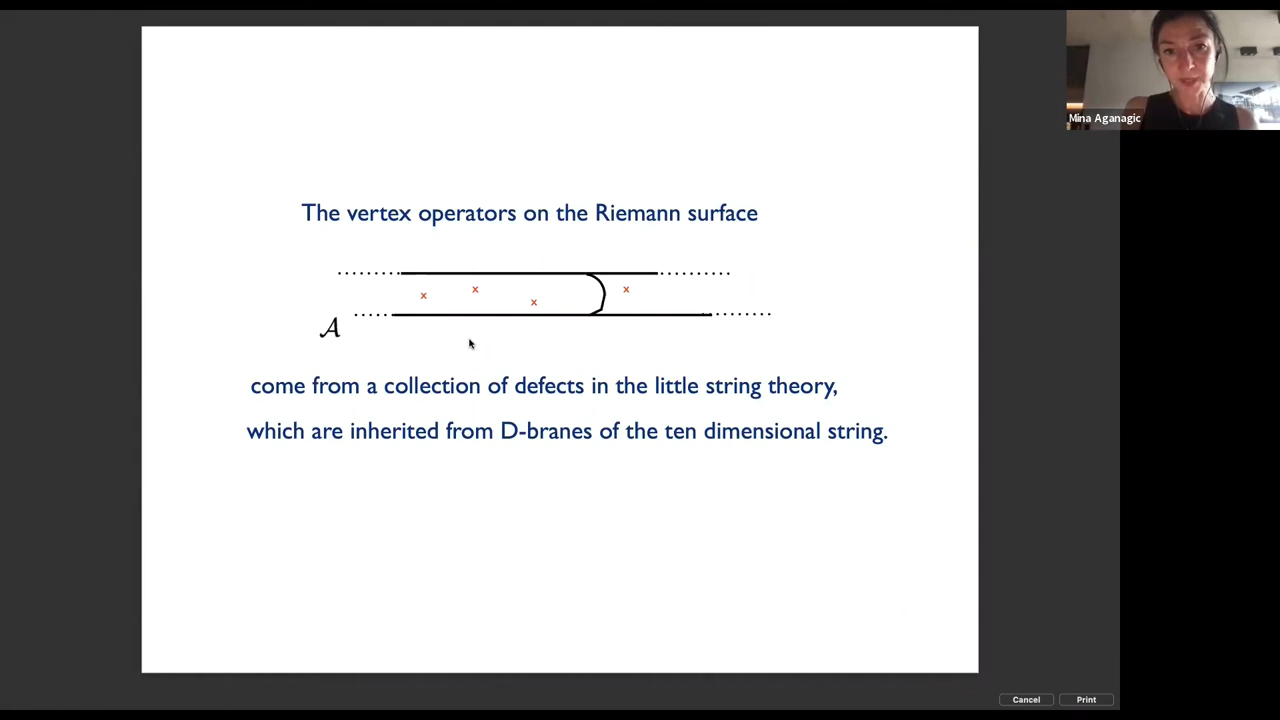 Mina Aganagic
The vertex operators on the Riemann surface
x x x x
𝒜
come from a collection of defects in the little string theory,
which are inherited from D-branes of the ten dimensional string.
Cancel Print